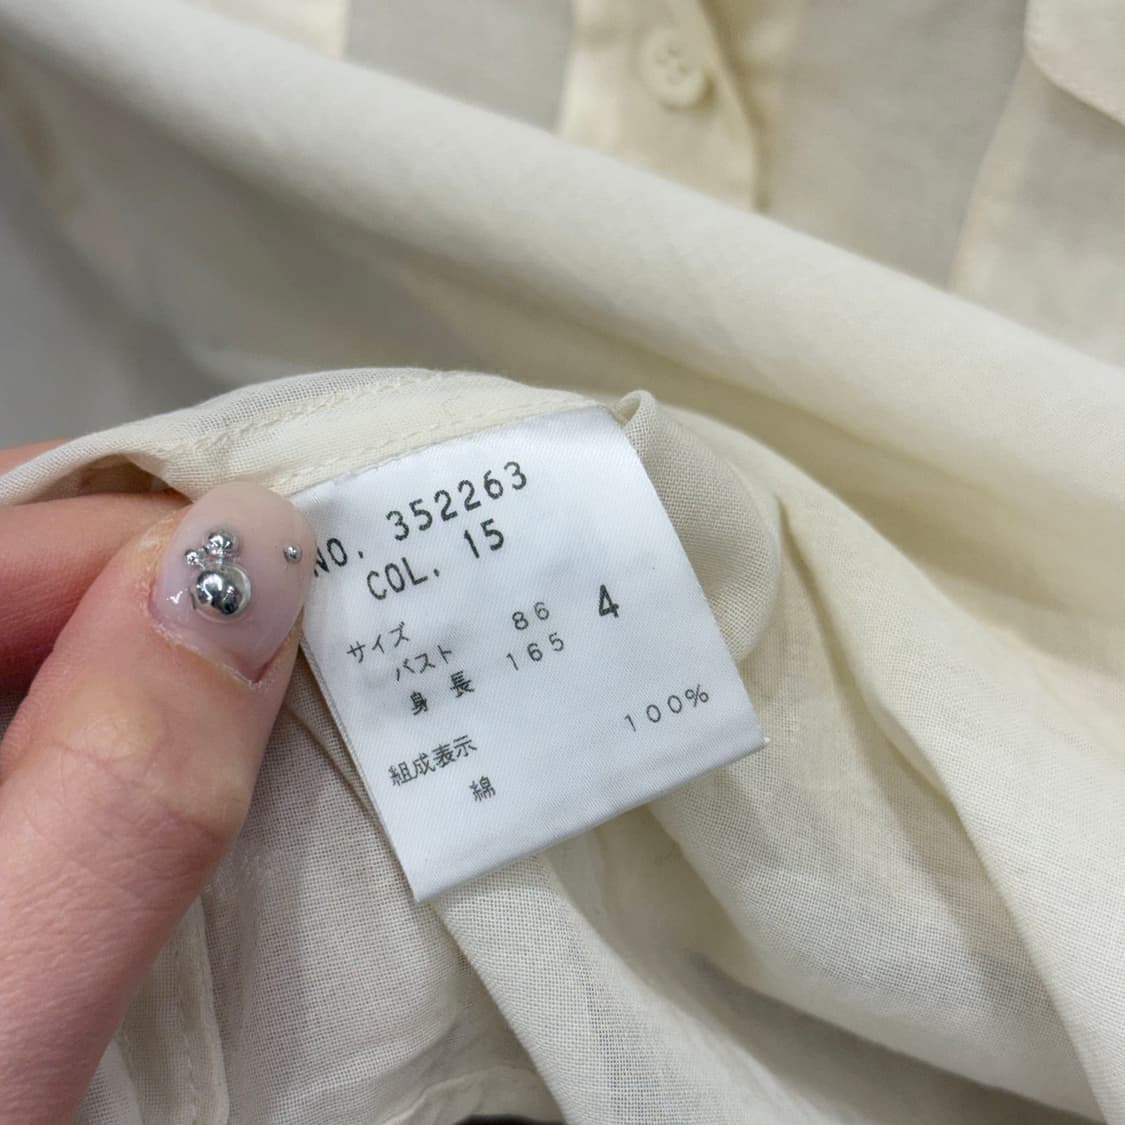 NO. 352263
COL. 15
サイズ 4
バスト 86
身長 165
組成表示
綿 100%